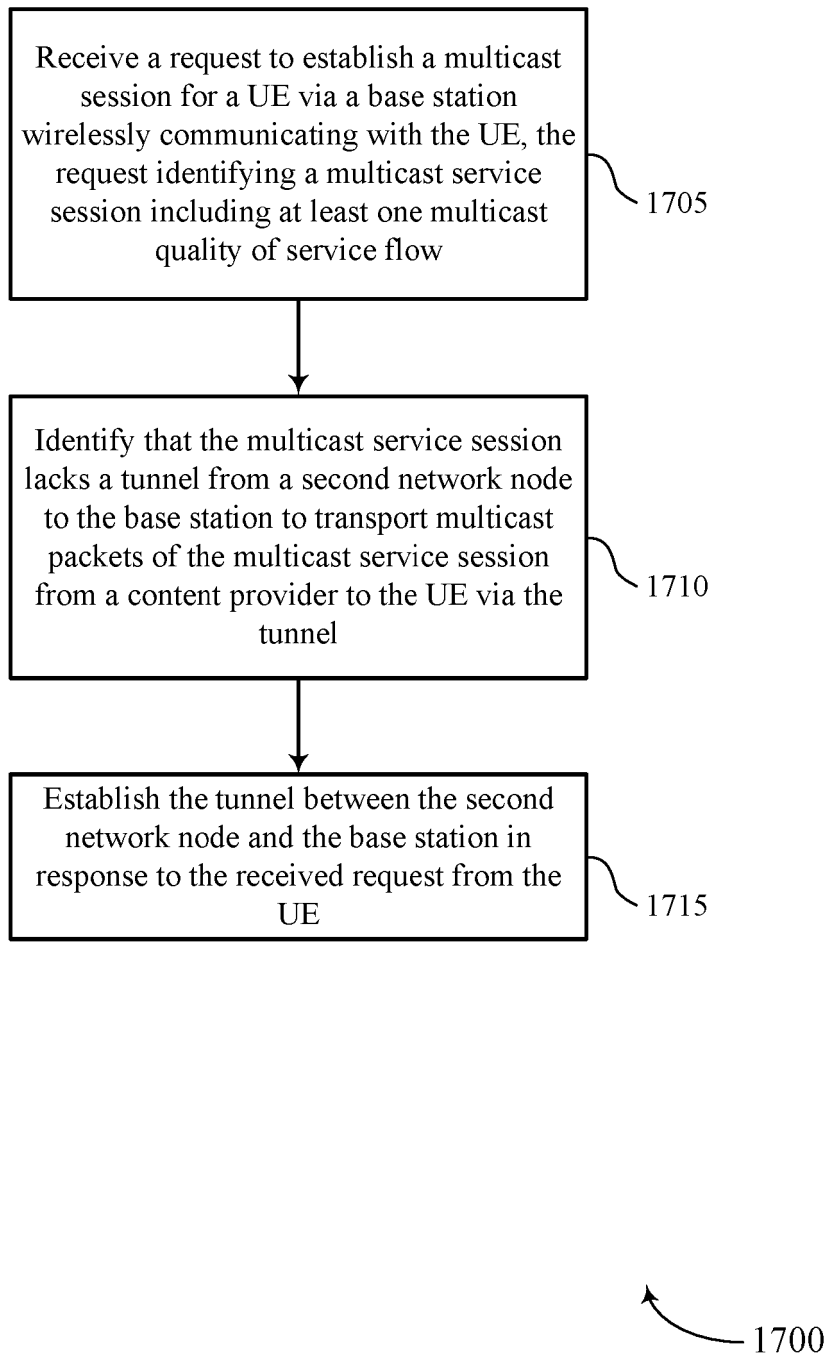 Receive a request to establish a multicast
session for a UE via a base station
wirelessly communicating with the UE, the
request identifying a multicast service
session including at least one multicast
quality of service flow
1705
Identify that the multicast service session
lacks a tunnel from a second network node
to the base station to transport multicast
packets of the multicast service session
from a content provider to the UE via the
tunnel
1710
Establish the tunnel between the second
network node and the base station in
response to the received request from the
UE
1715
1700